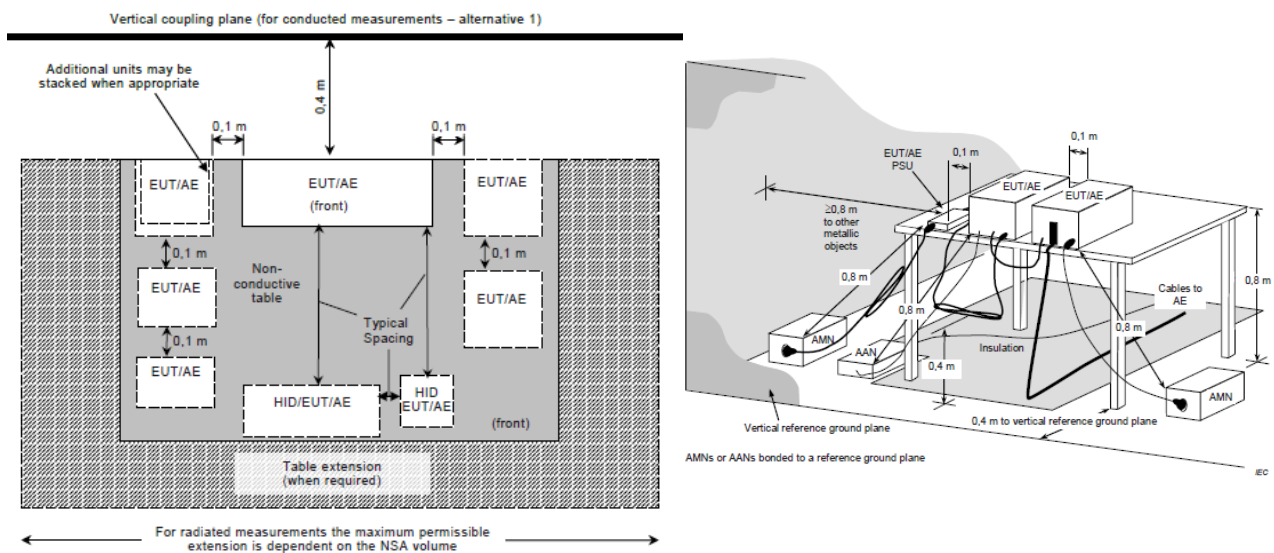 Vertical coupling plane (for conducted measurements – alternative 1)
Additional units may be
stacked when appropriate
0,4 m
0,1 m
0,1 m
EUT/AE
EUT/AE
(front)
EUT/AE
0,1 m
0,1 m
Non-
conductive
table
EUT/AE
EUT/AE
Typical
Spacing
0,1 m
EUT/AE
HID/EUT/AE
HID
EUT/AE
(front)
Table extension
(when required)
For radiated measurements the maximum permissible
extension is dependent on the NSA volume
0,1 m
EUT/AE
PSU
0,1 m
EUT/AE
EUT/AE
≥0,8 m
to other
metallic
objects
0,8 m
0,8 m
Cables to
AE
0,8 m
0,8 m
AMN
AAN
Insulation
0,4 m
AMN
0,4 m to vertical reference ground plane
Vertical reference ground plane
AMNs or AANs bonded to a reference ground plane
IEC